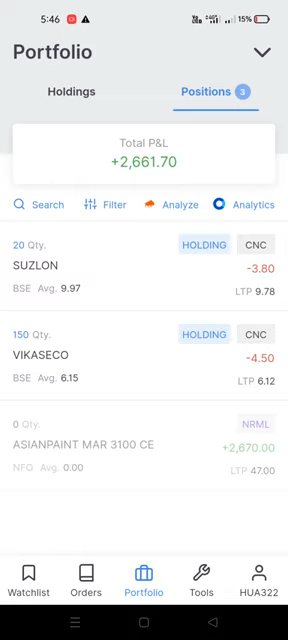 5:46 15%
Portfolio
Holdings Positions 3
Total P&L
+2,661.70
Search Filter Analyze Analytics
20 Qty. HOLDING CNC
SUZLON -3.80
BSE Avg. 9.97 LTP 9.78
150 Qty. HOLDING CNC
VIKASECO -4.50
BSE Avg. 6.15 LTP 6.12
0 Qty. NRML
ASIANPAINT MAR 3100 CE +2,670.00
NFO Avg. 0.00 LTP 47.00
Watchlist Orders Portfolio Tools HUA322